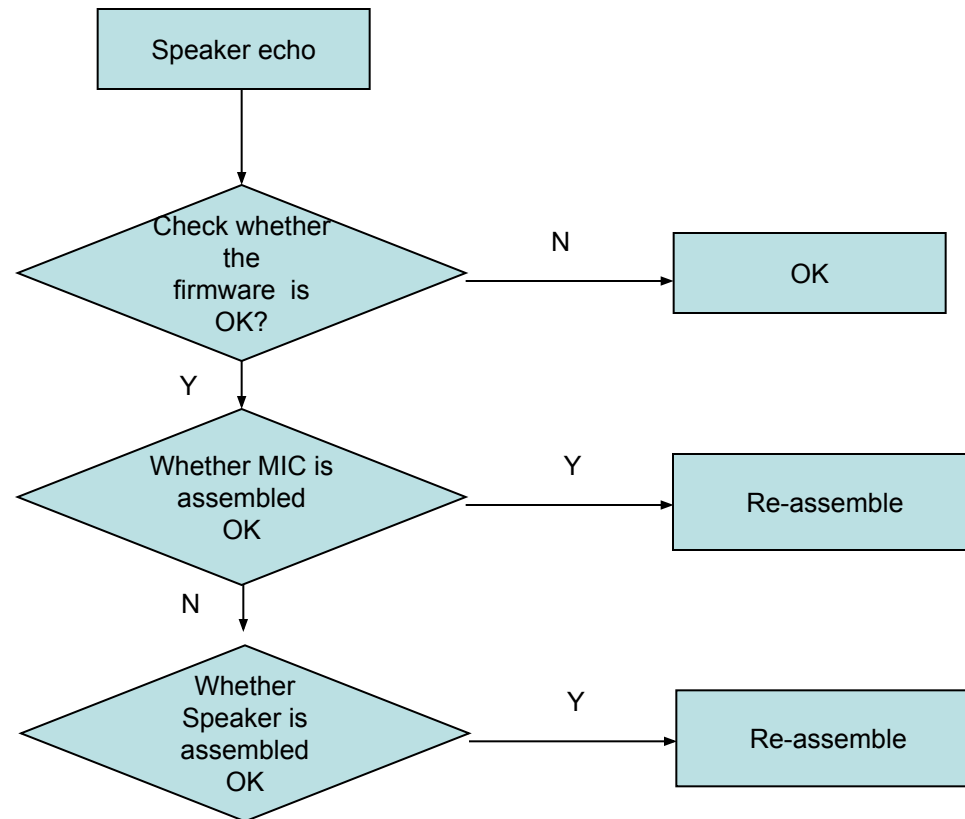 Speaker echo
Check whether
the
firmware is
OK?
N
OK
Y
Whether MIC is
assembled
OK
Y
Re-assemble
N
Whether
Speaker is
assembled
OK
Y
Re-assemble